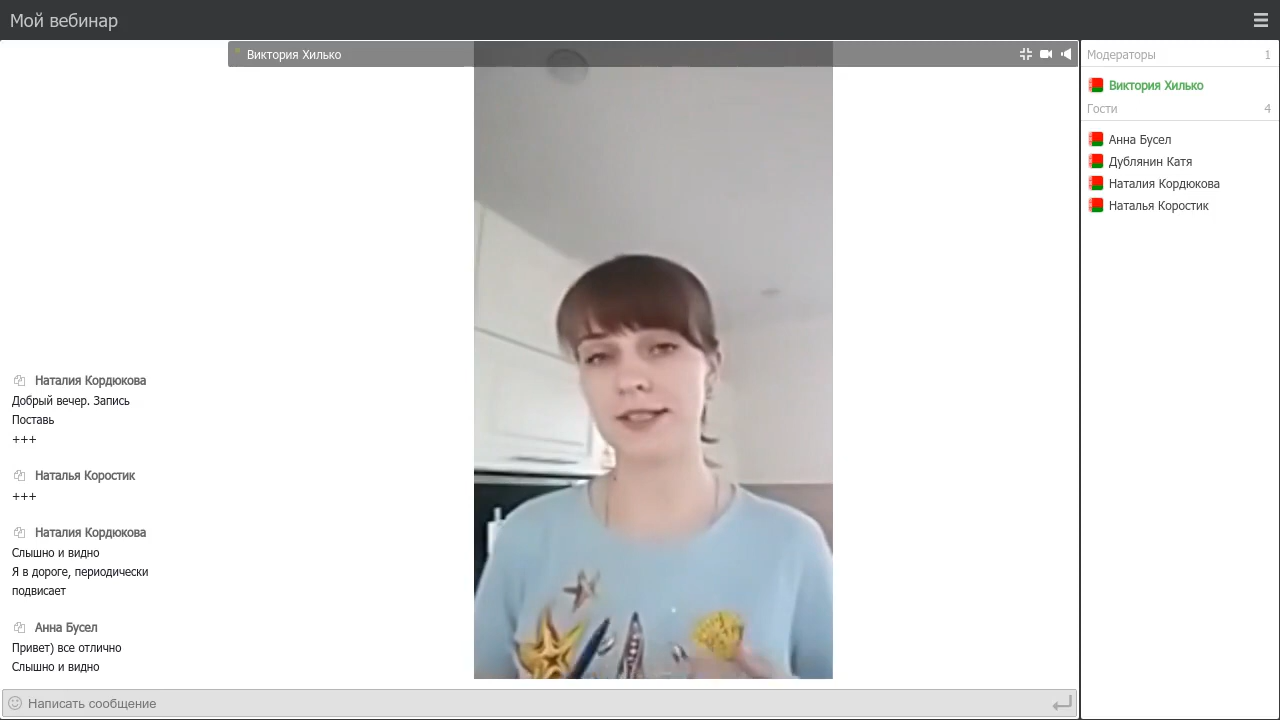 Мой вебинар
Виктория Хилько
Модераторы 1
Виктория Хилько
Гости 4
Анна Бусел
Дублянин Катя
Наталия Кордюкова
Наталья Коростик
Наталия Кордюкова
Добрый вечер. Запись
Поставь
+++
Наталья Коростик
+++
Наталия Кордюкова
Слышно и видно
Я в дороге, периодически
подвисает
Анна Бусел
Привет) все отлично
Слышно и видно
Написать сообщение